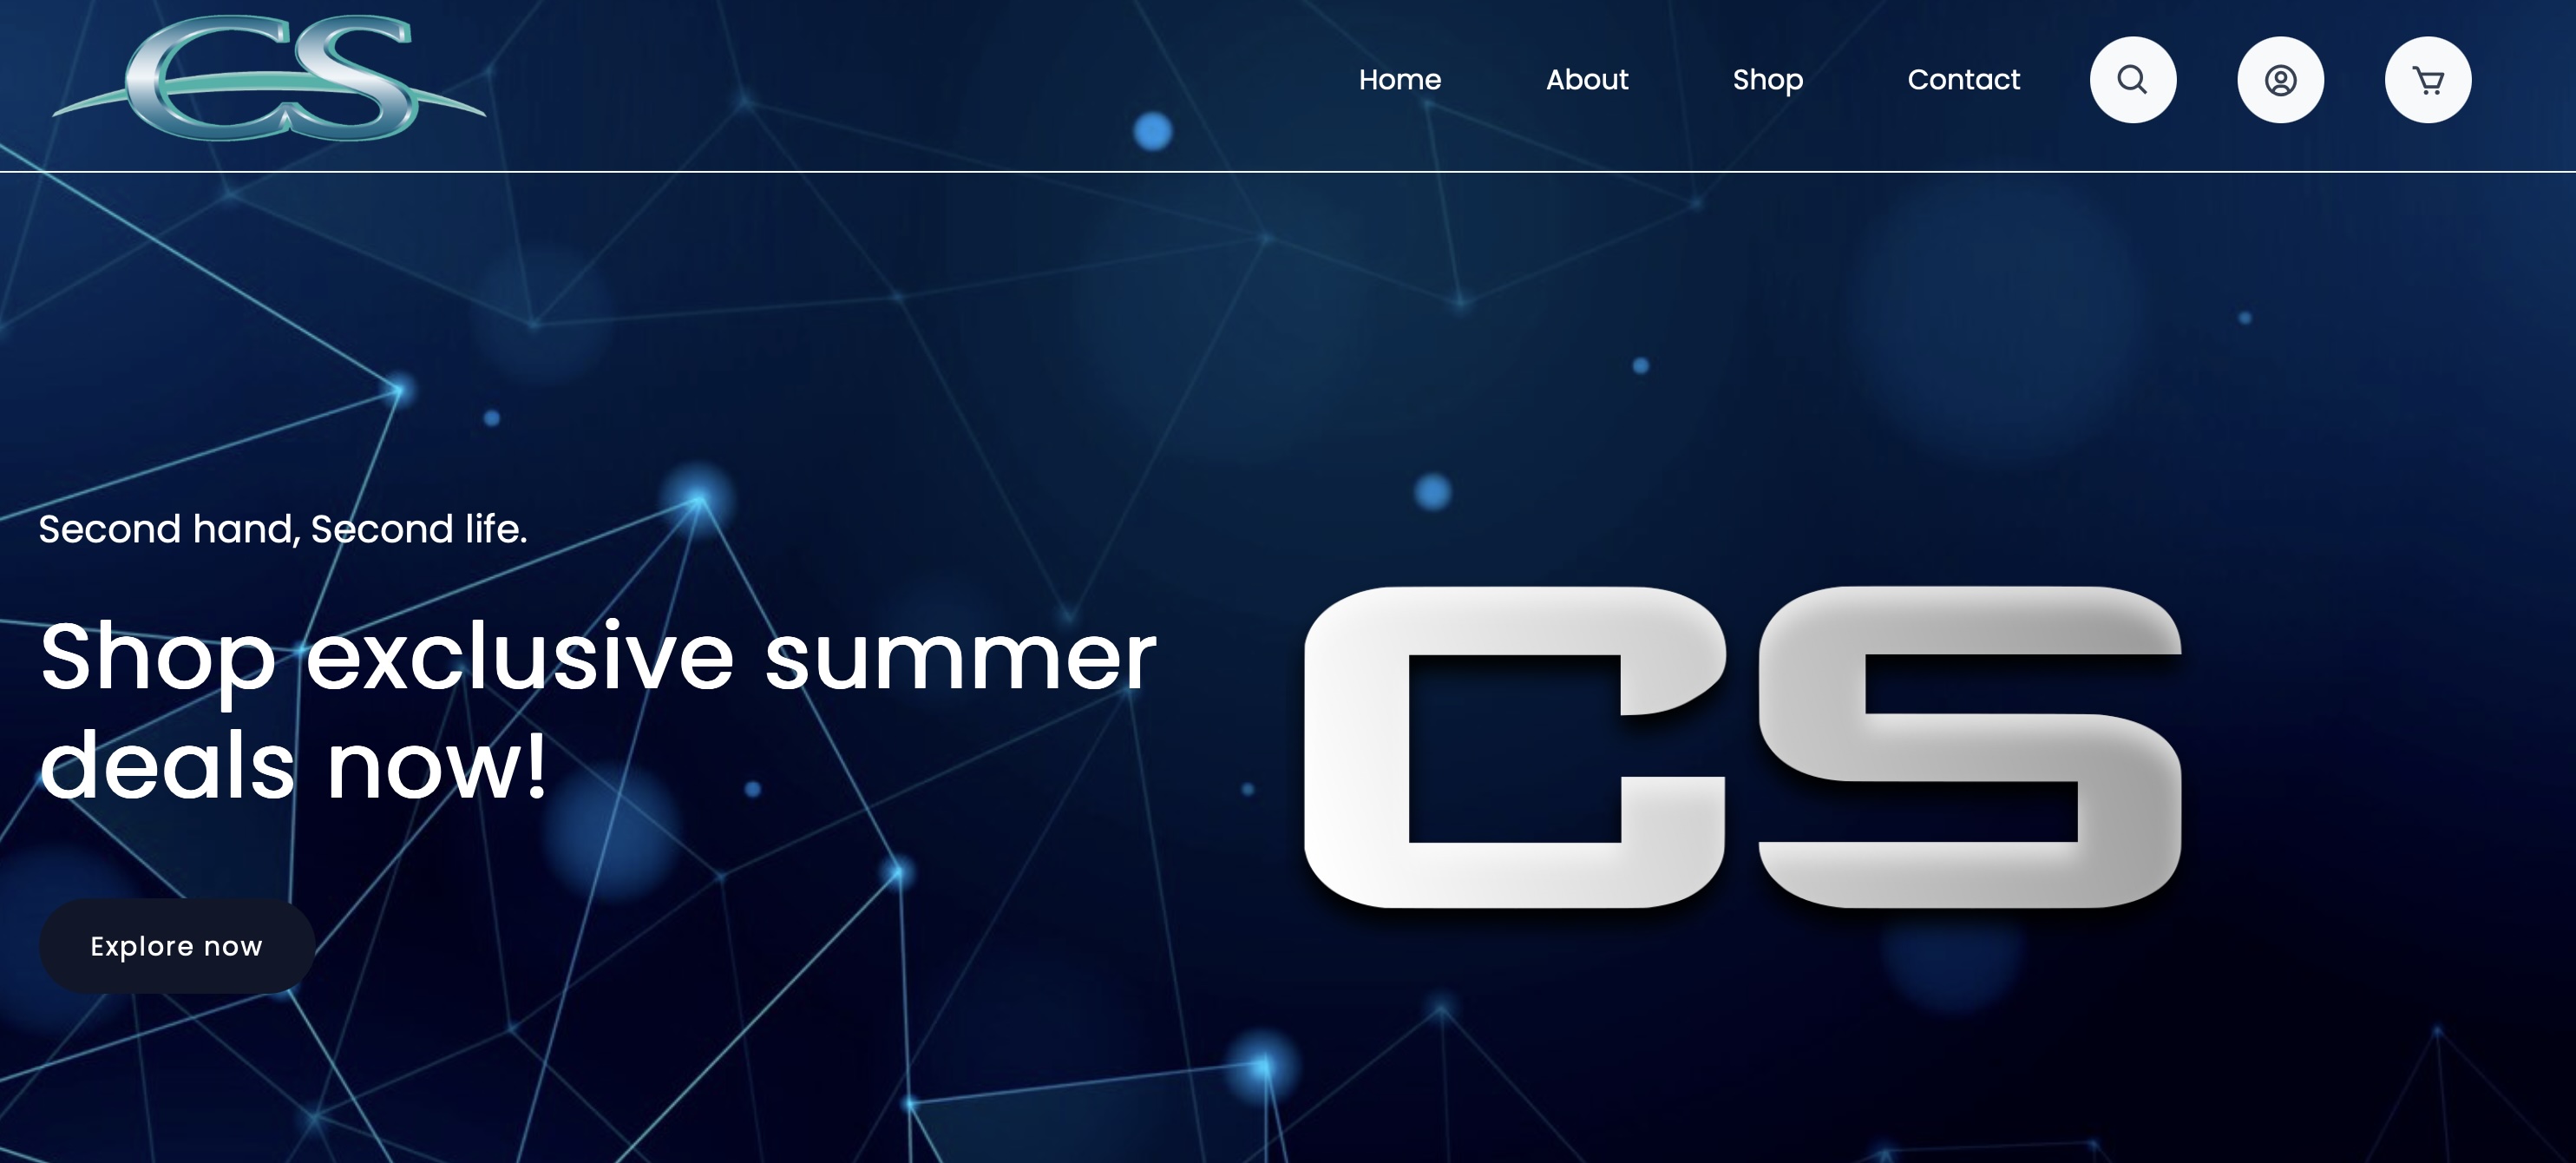 CS
Home About Shop Contact
Second hand, Second life.
Shop exclusive summer
deals now!
CS
Explore now